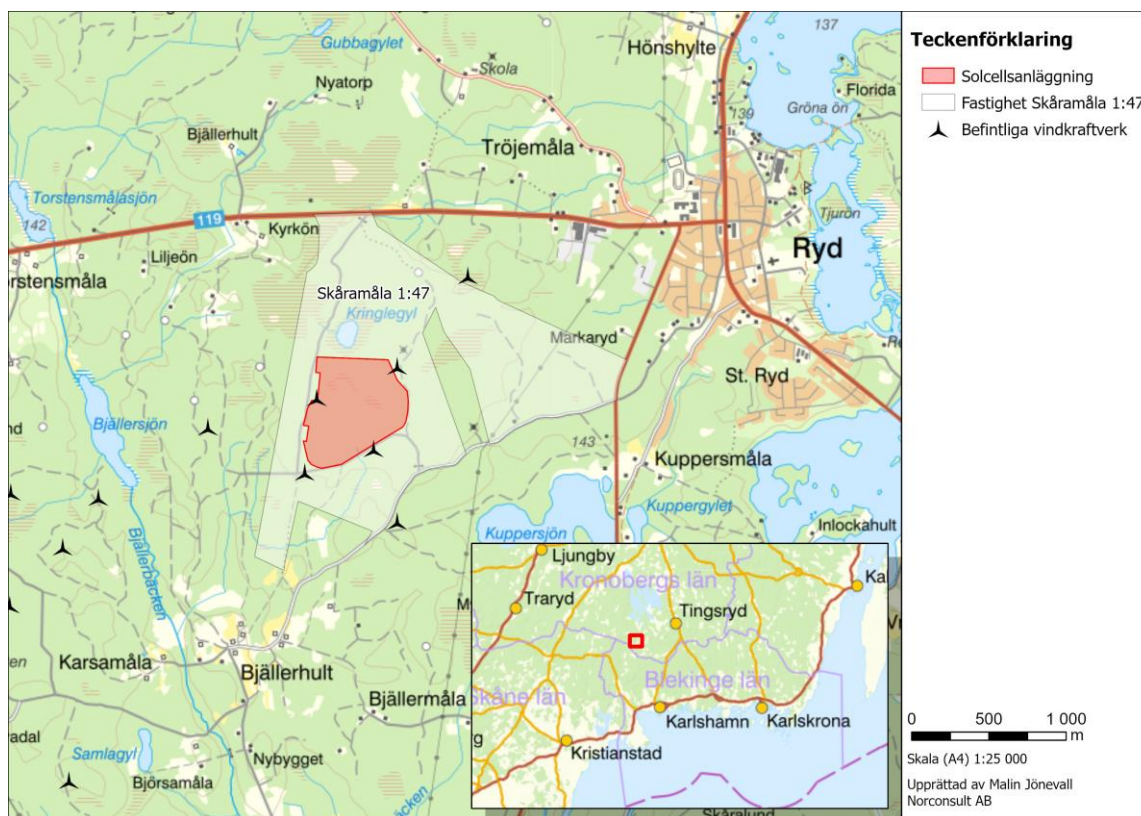 137
Hönshylte
Gubbagylet
Skola
Nyatorp
Florida
139
Gröna ön
Bjällerhult
Tröjemåla
Torstensmålasjön
142
119
Kyrkön
Tjurön
Ryd
Liljeön
Skåramåla 1:47
Kringlegyl
Markaryd
St. Ryd
Bjällersjön
143
Kuppersmåla
Kuppergylet
Inlockahult
Kuppersjön
Bjällerbäcken
Karsamåla
Bjällerhult
Bjällermåla
Samlagyl
Nybygget
Björsamåla
Bjällerbäcken
Skåralund
Ljungby
Kronobergs län
Traryd
Tingsryd
Skåne län
Blekinge län
Karlshamn
Karlskrona
Kristianstad
Teckenförklaring
Solcellsanläggning
Fastighet Skåramåla 1:47
Befintliga vindkraftverk
0 500 1 000
m
Skala (A4) 1:25 000
Upprättad av Malin Jönevall
Norconsult AB